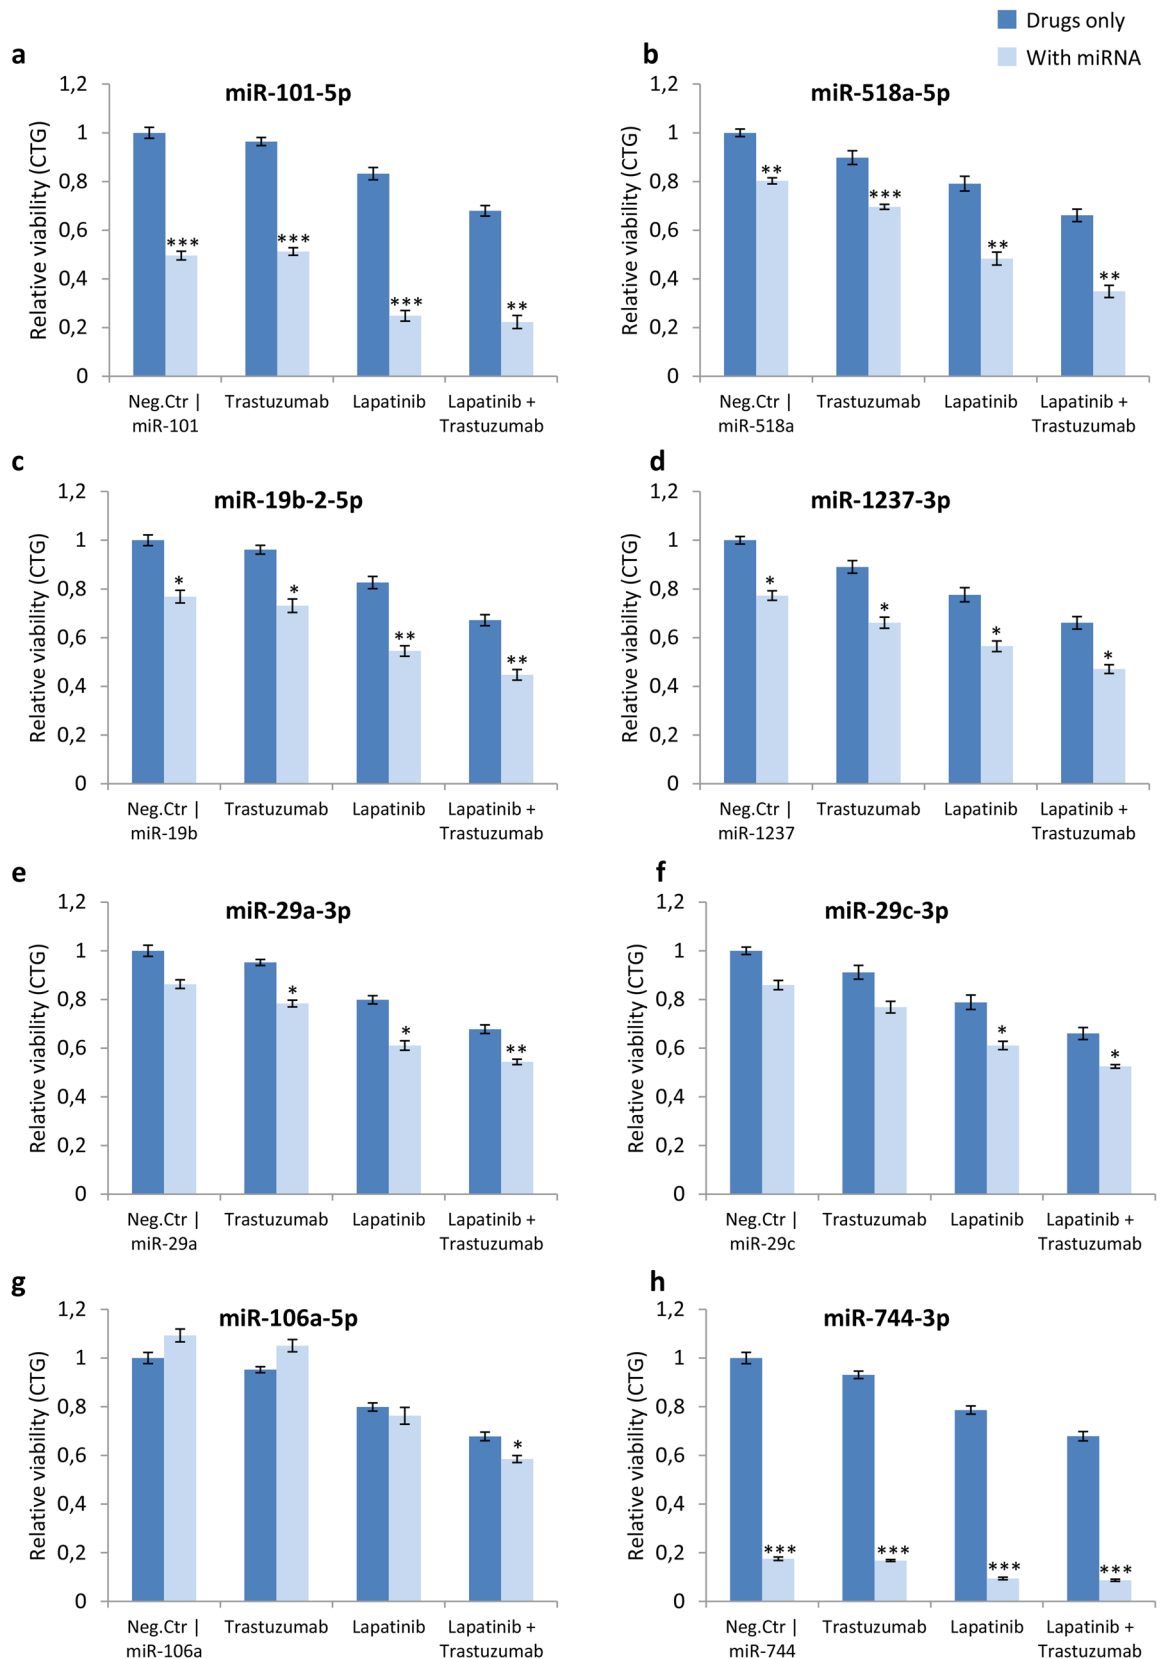 Drugs only
With miRNA
a
miR-101-5p
Relative viability (CTG)
1,2
1
0,8
0,6
0,4
0,2
0
***
***
***
**
Neg.Ctr | Trastuzumab Lapatinib Lapatinib +
miR-101 Trastuzumab
b
miR-518a-5p
Relative viability (CTG)
1,2
1
0,8
0,6
0,4
0,2
0
**
***
**
**
Neg.Ctr | Trastuzumab Lapatinib Lapatinib +
miR-518a Trastuzumab
c
miR-19b-2-5p
Relative viability (CTG)
1,2
1
0,8
0,6
0,4
0,2
0
*
*
**
**
Neg.Ctr | Trastuzumab Lapatinib Lapatinib +
miR-19b Trastuzumab
d
miR-1237-3p
Relative viability (CTG)
1,2
1
0,8
0,6
0,4
0,2
0
*
*
*
*
Neg.Ctr | Trastuzumab Lapatinib Lapatinib +
miR-1237 Trastuzumab
e
miR-29a-3p
Relative viability (CTG)
1,2
1
0,8
0,6
0,4
0,2
0
*
*
**
Neg.Ctr | Trastuzumab Lapatinib Lapatinib +
miR-29a Trastuzumab
f
miR-29c-3p
Relative viability (CTG)
1,2
1
0,8
0,6
0,4
0,2
0
*
*
Neg.Ctr | Trastuzumab Lapatinib Lapatinib +
miR-29c Trastuzumab
g
miR-106a-5p
Relative viability (CTG)
1,2
1
0,8
0,6
0,4
0,2
0
*
Neg.Ctr | Trastuzumab Lapatinib Lapatinib +
miR-106a Trastuzumab
h
miR-744-3p
Relative viability (CTG)
1,2
1
0,8
0,6
0,4
0,2
0
***
***
***
***
Neg.Ctr | Trastuzumab Lapatinib Lapatinib +
miR-744 Trastuzumab